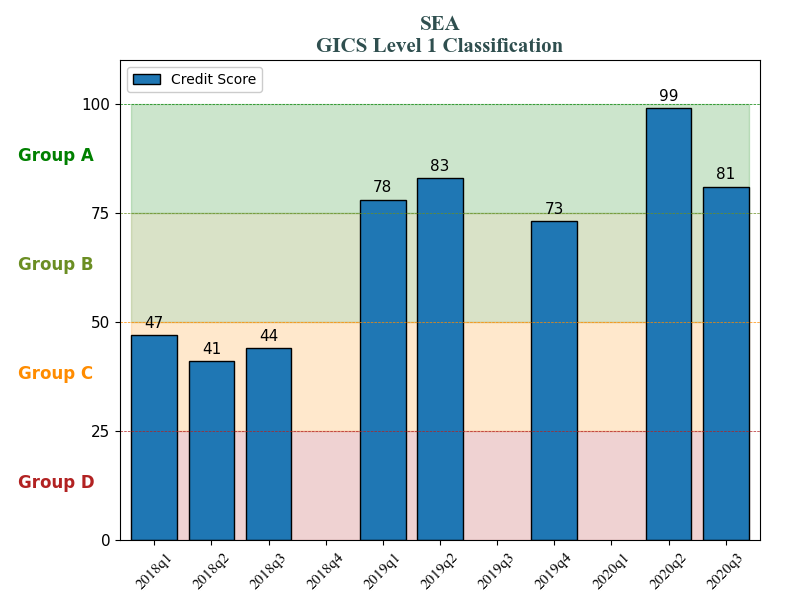 SEA
GICS Level 1 Classification
Credit Score
100
Group A
75
Group B
50
Group C
25
Group D
0
47
41
44
78
83
73
99
81
2018q1
2018q2
2018q3
2018q4
2019q1
2019q2
2019q3
2019q4
2020q1
2020q2
2020q3